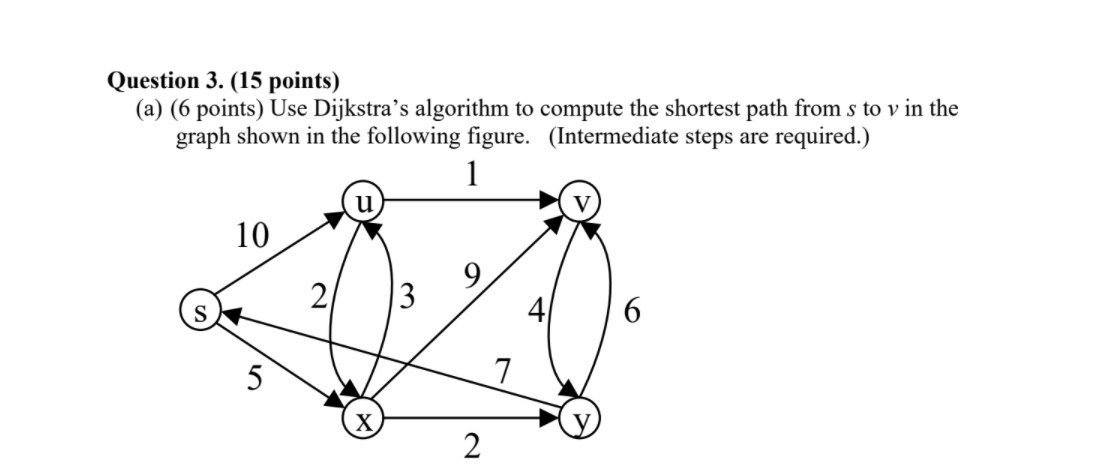 Question 3. (15 points)
(a) (6 points) Use Dijkstra's algorithm to compute the shortest path from s to v in the
graph shown in the following figure. (Intermediate steps are required.)
1
u
v
10
9
2
3
4
6
s
7
5
x
y
2